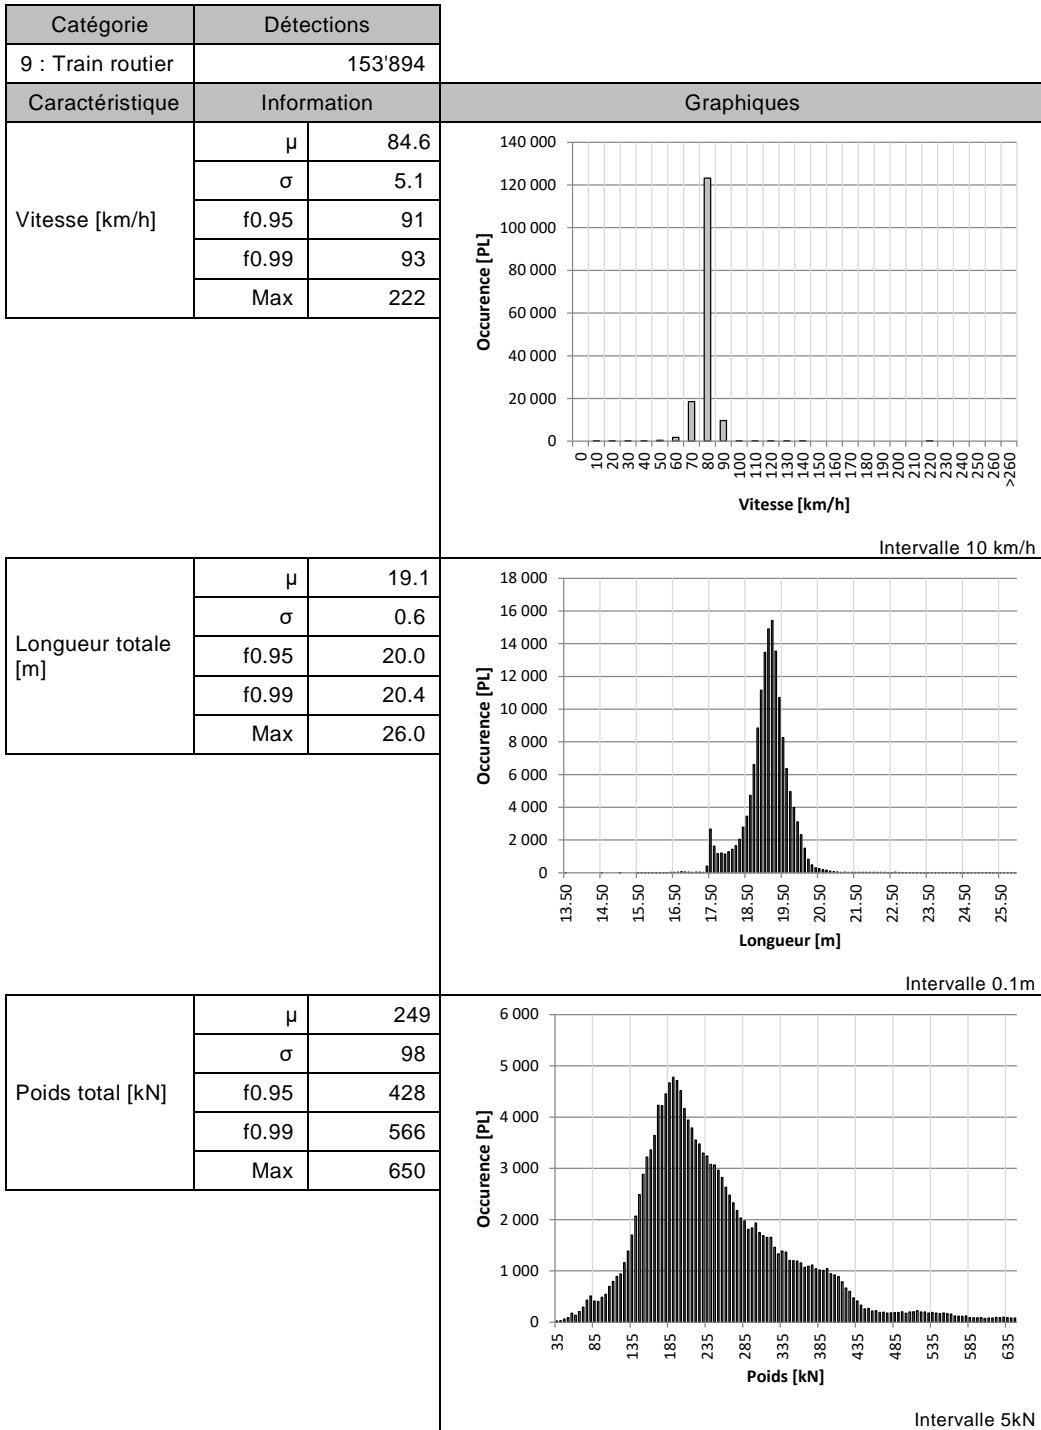 Catégorie Détections
9 : Train routier 153'894
Caractéristique Information Graphiques
Vitesse [km/h]
µ 84.6
σ 5.1
f0.95 91
f0.99 93
Max 222
140 000
120 000
100 000
80 000
60 000
40 000
20 000
0
Occurence [PL]
0 10 20 30 40 50 60 70 80 90 100 110 120 130 140 150 160 170 180 190 200 210 220 230 240 250 260 >260
Vitesse [km/h]
Intervalle 10 km/h
Longueur totale
[m]
µ 19.1
σ 0.6
f0.95 20.0
f0.99 20.4
Max 26.0
18 000
16 000
14 000
12 000
10 000
8 000
6 000
4 000
2 000
0
Occurence [PL]
13.50 14.50 15.50 16.50 17.50 18.50 19.50 20.50 21.50 22.50 23.50 24.50 25.50
Longueur [m]
Intervalle 0.1m
Poids total [kN]
µ 249
σ 98
f0.95 428
f0.99 566
Max 650
6 000
5 000
4 000
3 000
2 000
1 000
0
Occurence [PL]
35 85 135 185 235 285 335 385 435 485 535 585 635
Poids [kN]
Intervalle 5kN